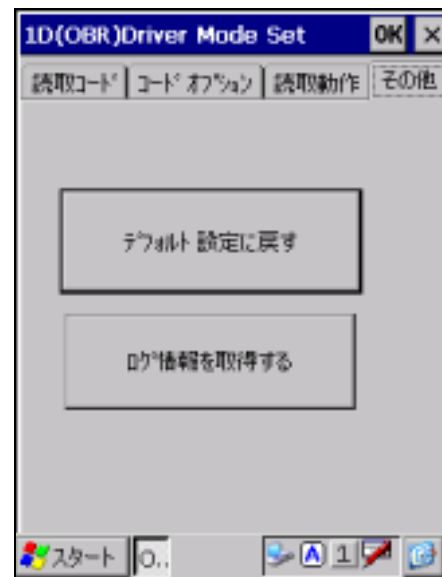 1D(OBR)Driver Mode Set OK ×
読取ｺｰﾄﾞ ｺｰﾄﾞｵﾌﾟｼｮﾝ 読取動作 その他
ﾃﾞﾌｫﾙﾄ設定に戻す
ﾛｸﾞ情報を取得する
スタート O.. A 1